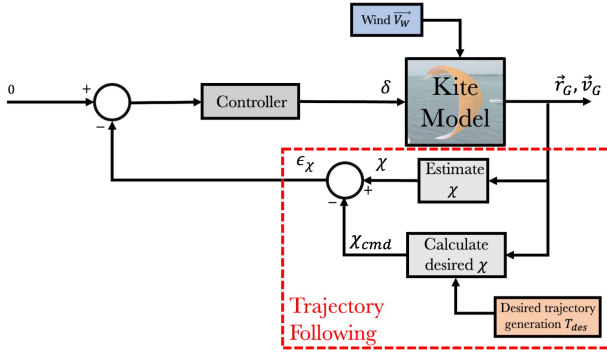 Wind $\overrightarrow{V_W}$
0
+
−
Controller
δ
Kite
Model
$\vec{r}_G, \vec{v}_G$
$\epsilon_\chi$
χ
+
−
Estimate
χ
$\chi_{cmd}$
Calculate
desired χ
Trajectory
Following
Desired trajectory
generation $T_{des}$